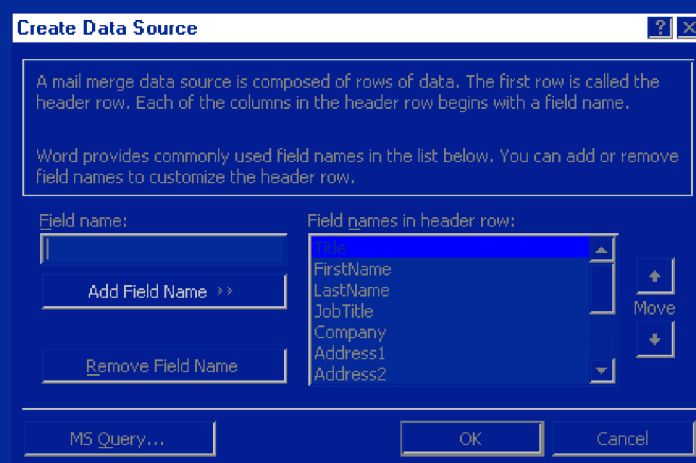 Create Data Source
A mail merge data source is composed of rows of data. The first row is called the
header row. Each of the columns in the header row begins with a field name.
Word provides commonly used field names in the list below. You can add or remove
field names to customize the header row.
Field name:
Field names in header row:
Title
FirstName
LastName
JobTitle
Company
Address1
Address2
Add Field Name >>
Remove Field Name
Move
MS Query...
OK
Cancel